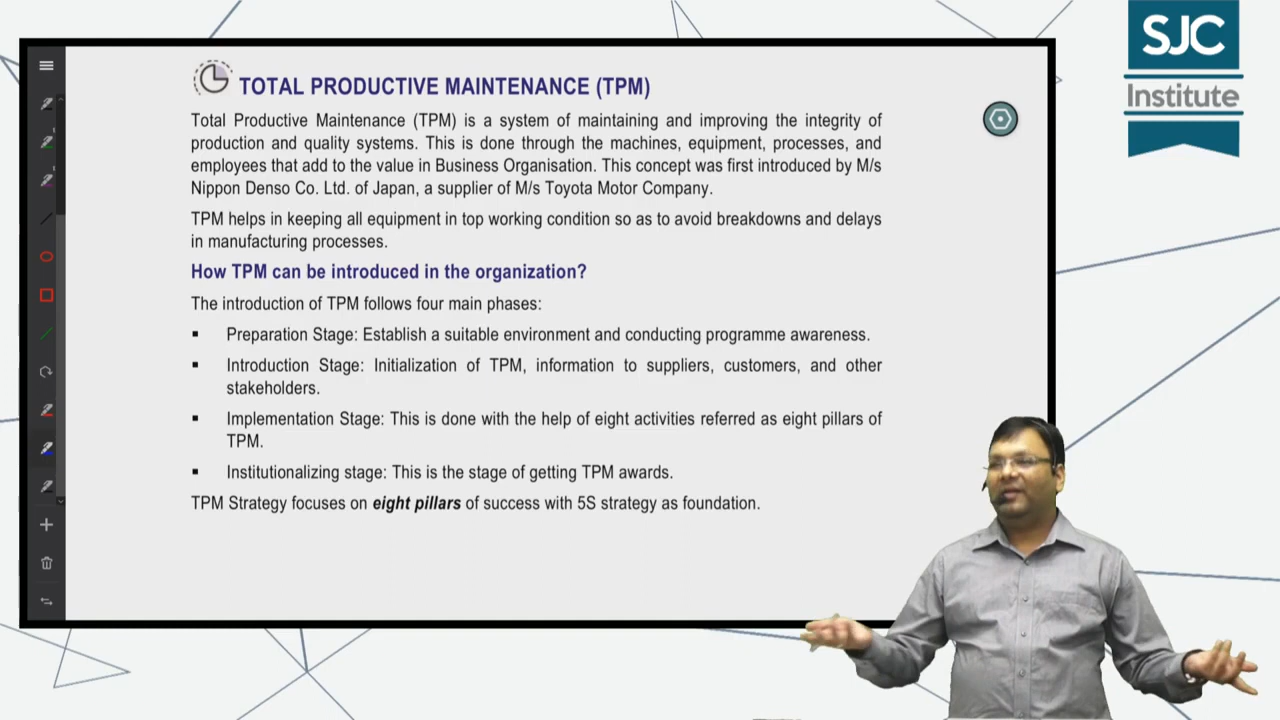 SJC
Institute
TOTAL PRODUCTIVE MAINTENANCE (TPM)
Total Productive Maintenance (TPM) is a system of maintaining and improving the integrity of
production and quality systems. This is done through the machines, equipment, processes, and
employees that add to the value in Business Organisation. This concept was first introduced by M/s
Nippon Denso Co. Ltd. of Japan, a supplier of M/s Toyota Motor Company.
TPM helps in keeping all equipment in top working condition so as to avoid breakdowns and delays
in manufacturing processes.
How TPM can be introduced in the organization?
The introduction of TPM follows four main phases:
▪ Preparation Stage: Establish a suitable environment and conducting programme awareness.
▪ Introduction Stage: Initialization of TPM, information to suppliers, customers, and other
stakeholders.
▪ Implementation Stage: This is done with the help of eight activities referred as eight pillars of
TPM.
▪ Institutionalizing stage: This is the stage of getting TPM awards.
TPM Strategy focuses on eight pillars of success with 5S strategy as foundation.